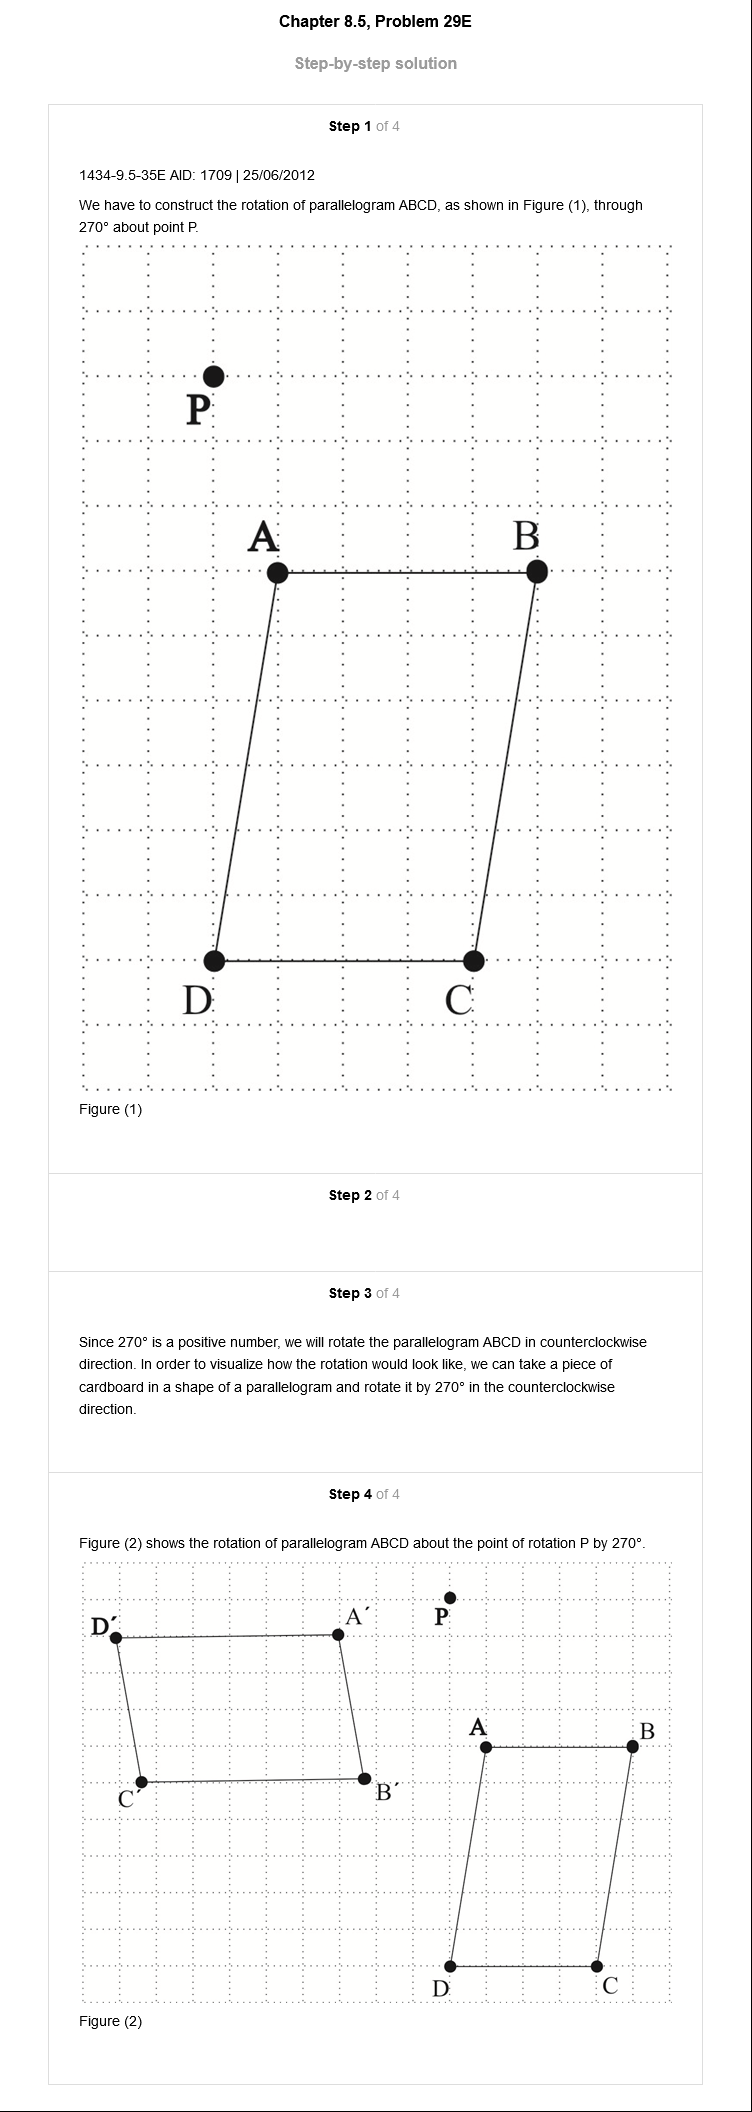 Chapter 8.5, Problem 29E
Step-by-step solution
Step 1 of 4
1434-9.5-35E AID: 1709 | 25/06/2012
We have to construct the rotation of parallelogram ABCD, as shown in Figure (1), through
270° about point P.
P
A B
D C
Figure (1)
Step 2 of 4
Step 3 of 4
Since 270° is a positive number, we will rotate the parallelogram ABCD in counterclockwise
direction. In order to visualize how the rotation would look like, we can take a piece of
cardboard in a shape of a parallelogram and rotate it by 270° in the counterclockwise
direction.
Step 4 of 4
Figure (2) shows the rotation of parallelogram ABCD about the point of rotation P by 270°.
D´ A´ P
A B
C´ B´
D C
Figure (2)